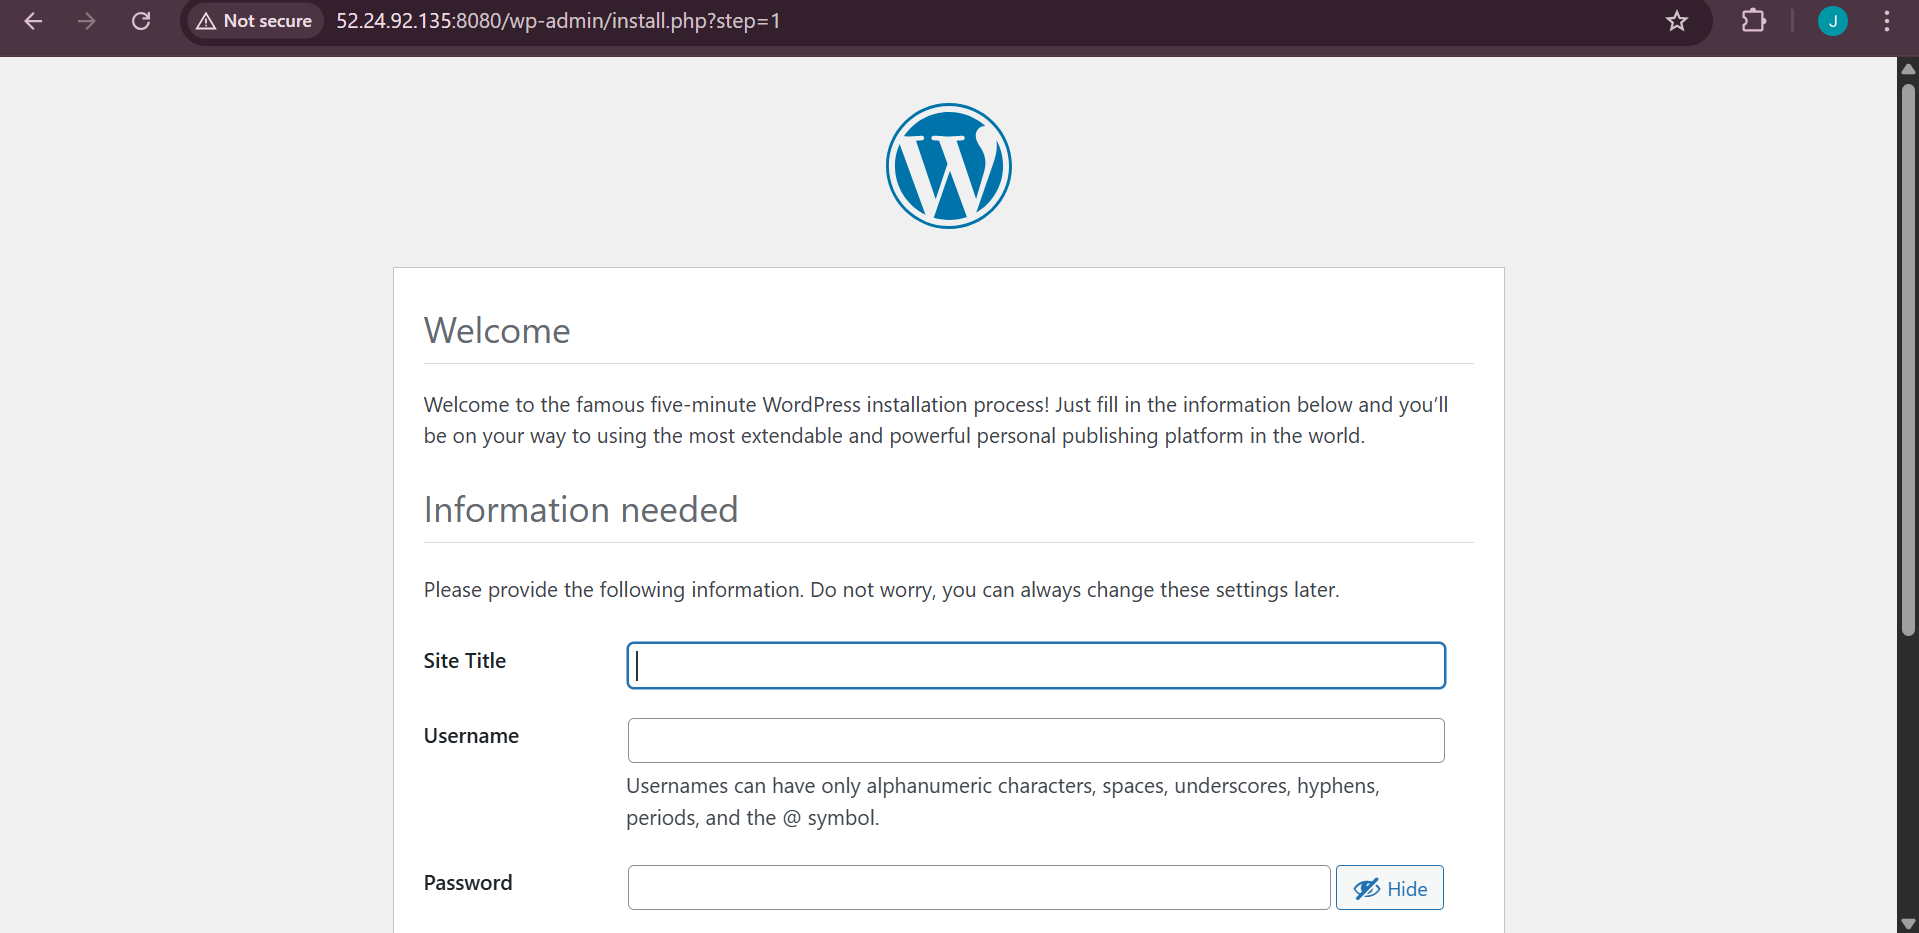 Not secure 52.24.92.135:8080/wp-admin/install.php?step=1
J
W
Welcome
Welcome to the famous five-minute WordPress installation process! Just fill in the information below and you’ll
be on your way to using the most extendable and powerful personal publishing platform in the world.
Information needed
Please provide the following information. Do not worry, you can always change these settings later.
Site Title
Username
Usernames can have only alphanumeric characters, spaces, underscores, hyphens,
periods, and the @ symbol.
Password
Hide